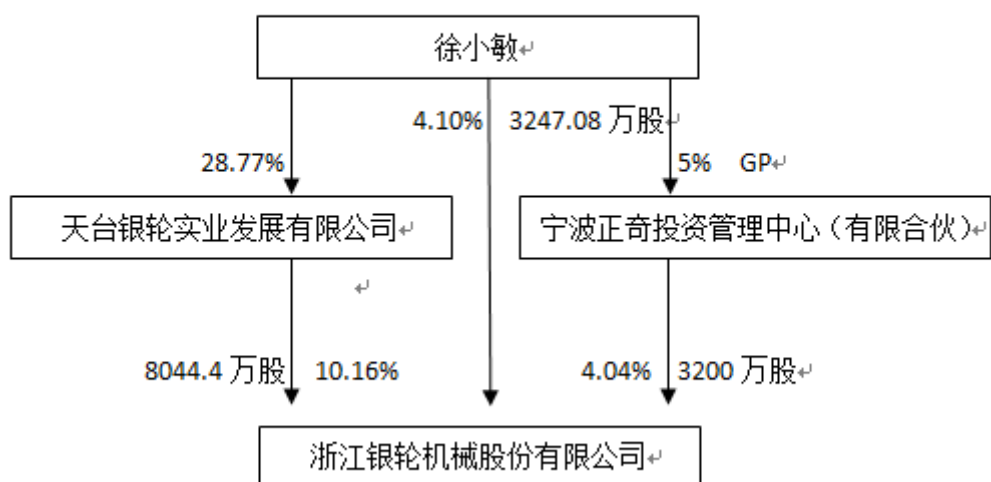 徐小敏
4.10% 3247.08 万股
28.77%
5% GP
天台银轮实业发展有限公司
宁波正奇投资管理中心（有限合伙）
8044.4 万股 10.16%
4.04% 3200 万股
浙江银轮机械股份有限公司